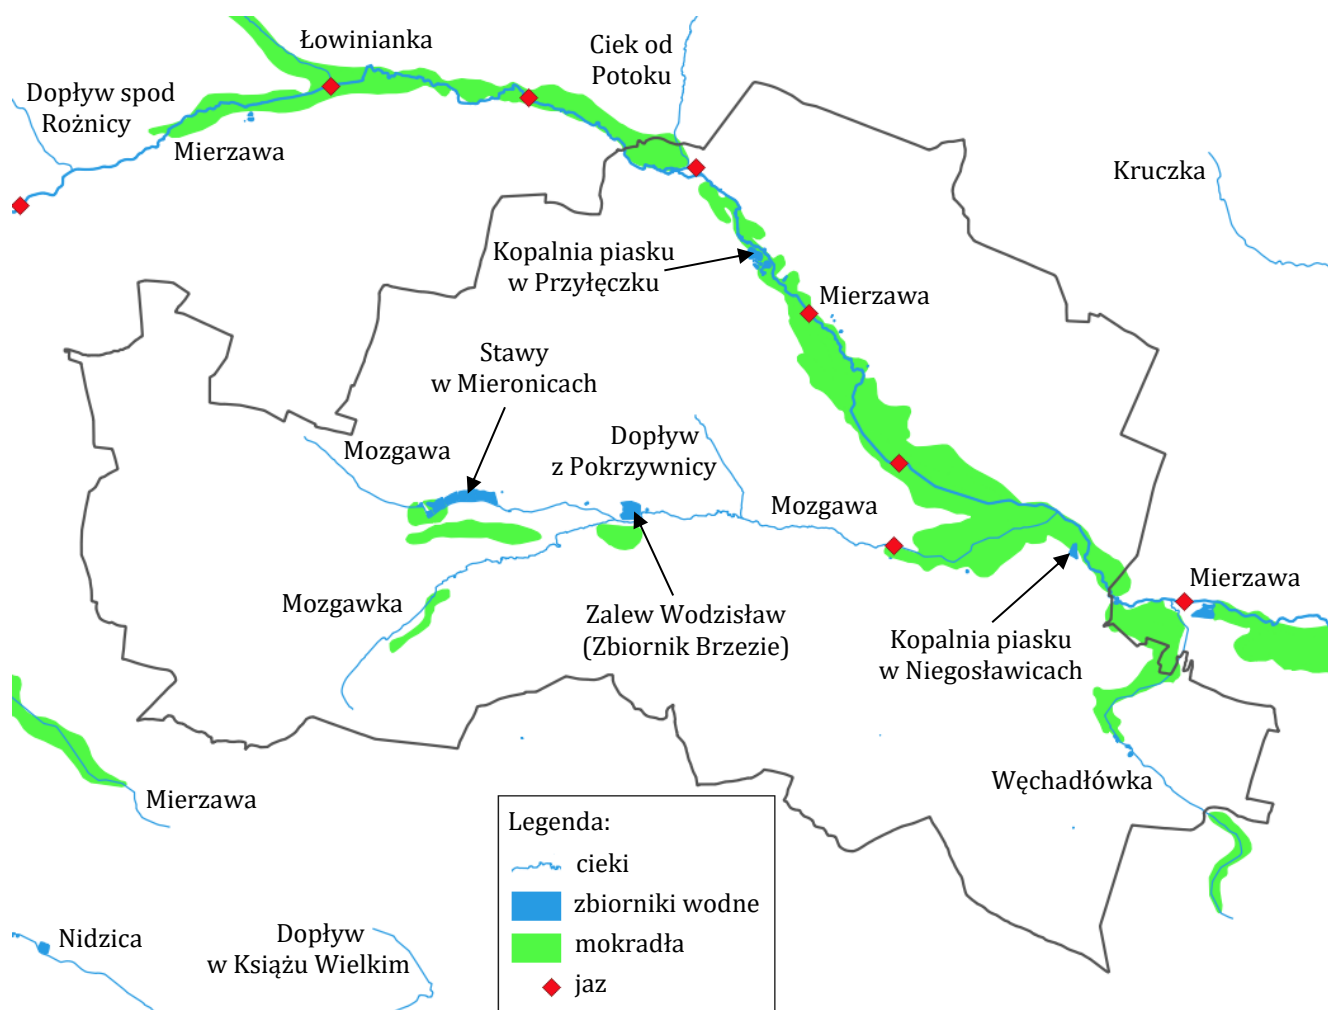 Łowinianka
Ciek od
Potoku
Dopływ spod
Rożnicy
Mierzawa
Kruczka
Kopalnia piasku
w Przyłęczku
Mierzawa
Stawy
w Mieronicach
Mozgawa
Dopływ
z Pokrzywnicy
Mozgawa
Mierzawa
Mozgawka
Zalew Wodzisław
(Zbiornik Brzezie)
Kopalnia piasku
w Niegosławicach
Mierzawa
Węchadłówka
Legenda:
cieki
zbiorniki wodne
mokradła
jaz
Nidzica
Dopływ
w Książu Wielkim